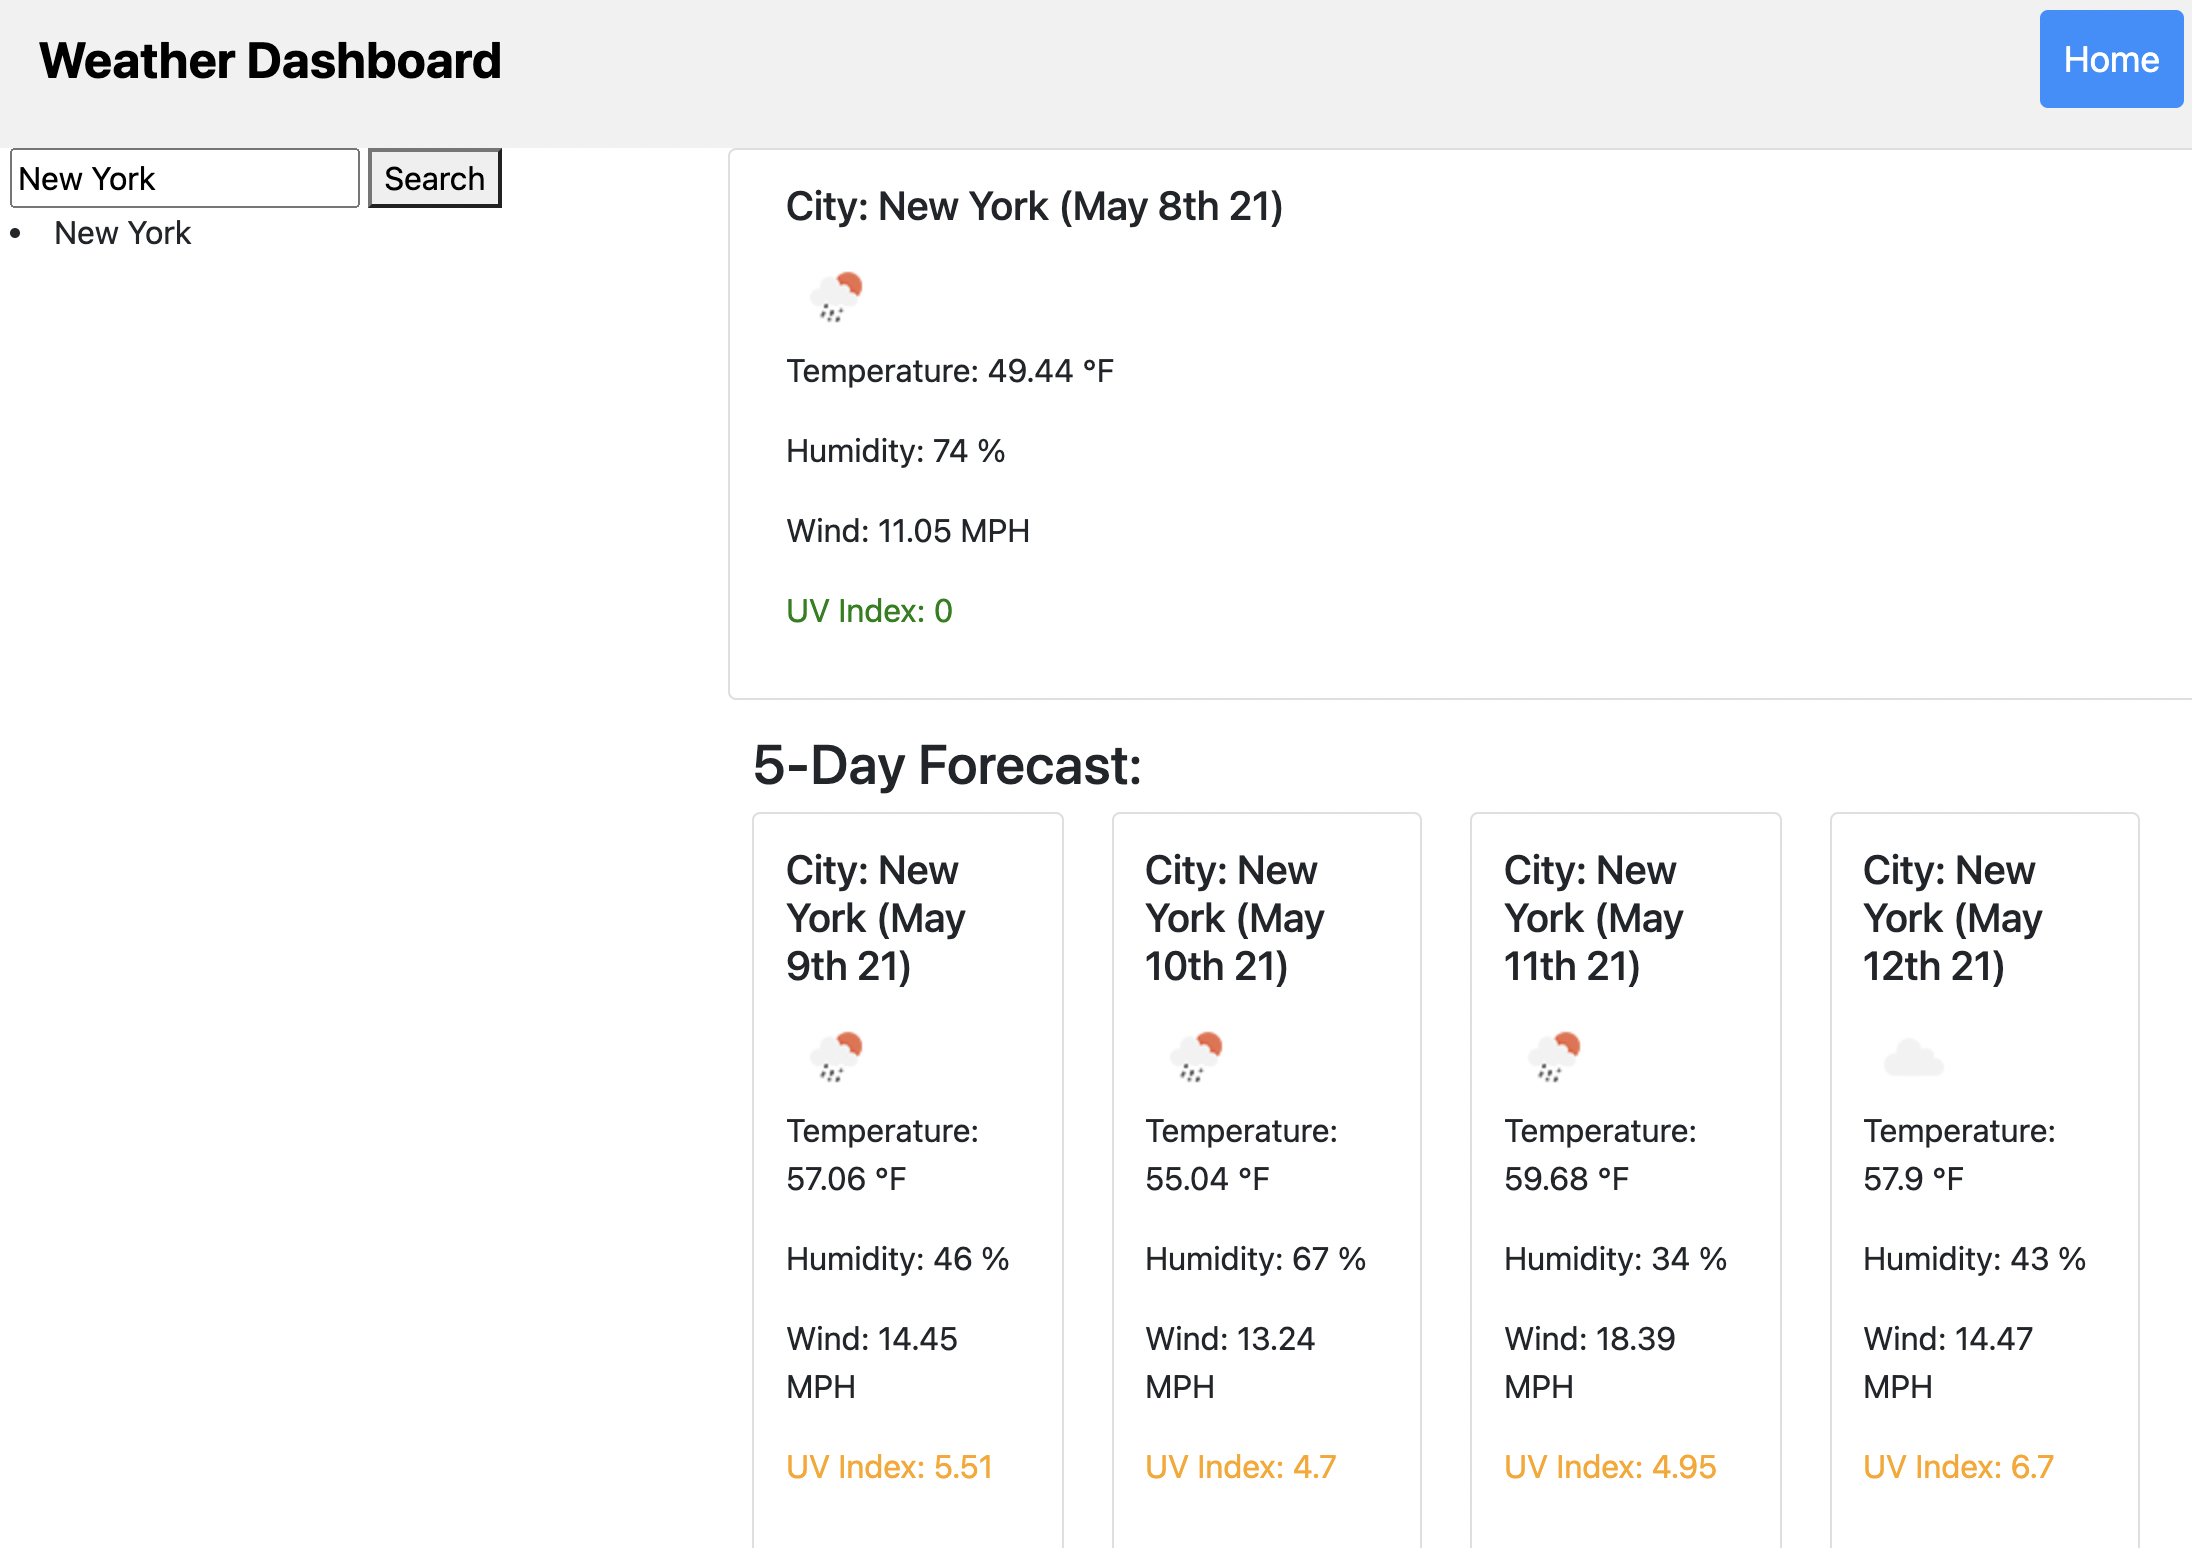 Weather Dashboard
Home
New York
Search
• New York
City: New York (May 8th 21)
Temperature: 49.44 °F
Humidity: 74 %
Wind: 11.05 MPH
UV Index: 0
5-Day Forecast:
City: New
York (May
9th 21)
Temperature:
57.06 °F
Humidity: 46 %
Wind: 14.45
MPH
UV Index: 5.51
City: New
York (May
10th 21)
Temperature:
55.04 °F
Humidity: 67 %
Wind: 13.24
MPH
UV Index: 4.7
City: New
York (May
11th 21)
Temperature:
59.68 °F
Humidity: 34 %
Wind: 18.39
MPH
UV Index: 4.95
City: New
York (May
12th 21)
Temperature:
57.9 °F
Humidity: 43 %
Wind: 14.47
MPH
UV Index: 6.7